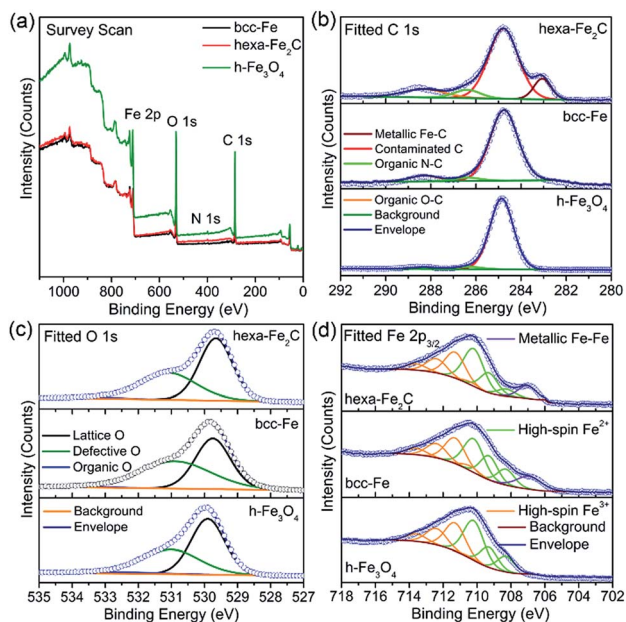 (a)
Survey Scan
bcc-Fe
hexa-Fe2C
h-Fe3O4
Fe 2p
O 1s
C 1s
N 1s
Intensity (Counts)
1000 800 600 400 200 0
Binding Energy (eV)
(b)
Fitted C 1s
hexa-Fe2C
bcc-Fe
Metallic Fe-C
Contaminated C
Organic N-C
h-Fe3O4
Organic O-C
Background
Envelope
Intensity (Counts)
292 290 288 286 284 282 280
Binding Energy (eV)
(c)
Fitted O 1s
hexa-Fe2C
bcc-Fe
Lattice O
Defective O
Organic O
h-Fe3O4
Background
Envelope
Intensity (Counts)
535 534 533 532 531 530 529 528 527
Binding Energy (eV)
(d)
Fitted Fe 2p3/2
Metallic Fe-Fe
hexa-Fe2C
High-spin Fe2+
bcc-Fe
High-spin Fe3+
Background
Envelope
h-Fe3O4
Intensity (Counts)
718 716 714 712 710 708 706 704 702
Binding Energy (eV)